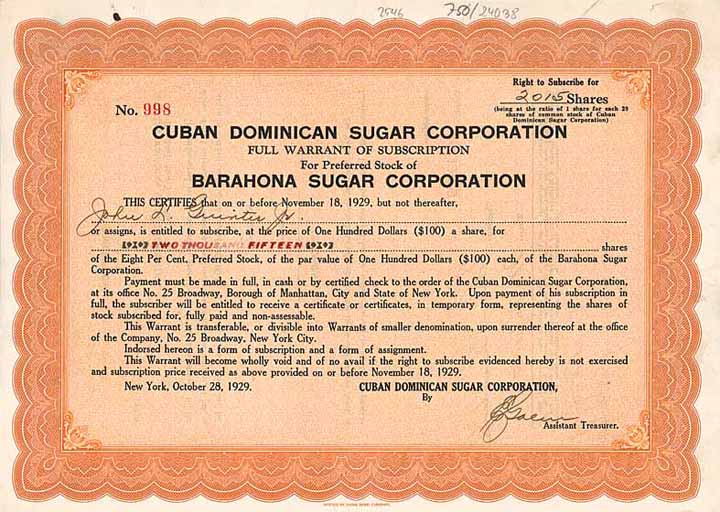 2546 750/24038
Right to Subscribe for
2015 Shares
(being at the ratio of 1 share for each 29
shares of common stock of Cuban
Dominican Sugar Corporation)
No. 998
CUBAN DOMINICAN SUGAR CORPORATION
FULL WARRANT OF SUBSCRIPTION
For Preferred Stock of
BARAHONA SUGAR CORPORATION
THIS CERTIFIES that on or before November 18, 1929, but not thereafter,
John L. Jr.
or assigns, is entitled to subscribe, at the price of One Hundred Dollars ($100) a share, for
TWO THOUSAND FIFTEEN shares
of the Eight Per Cent. Preferred Stock, of the par value of One Hundred Dollars ($100) each, of the Barahona Sugar
Corporation.
Payment must be made in full, in cash or by certified check to the order of the Cuban Dominican Sugar Corporation,
at its office No. 25 Broadway, Borough of Manhattan, City and State of New York. Upon payment of his subscription in
full, the subscriber will be entitled to receive a certificate or certificates, in temporary form, representing the shares of
stock subscribed for, fully paid and non-assessable.
This Warrant is transferable, or divisible into Warrants of smaller denomination, upon surrender thereof at the office
of the Company, No. 25 Broadway, New York City.
Indorsed hereon is a form of subscription and a form of assignment.
This Warrant will become wholly void and of no avail if the right to subscribe evidenced hereby is not exercised
and subscription price received as above provided on or before November 18, 1929.
New York, October 28, 1929. CUBAN DOMINICAN SUGAR CORPORATION,
By
Assistant Treasurer.